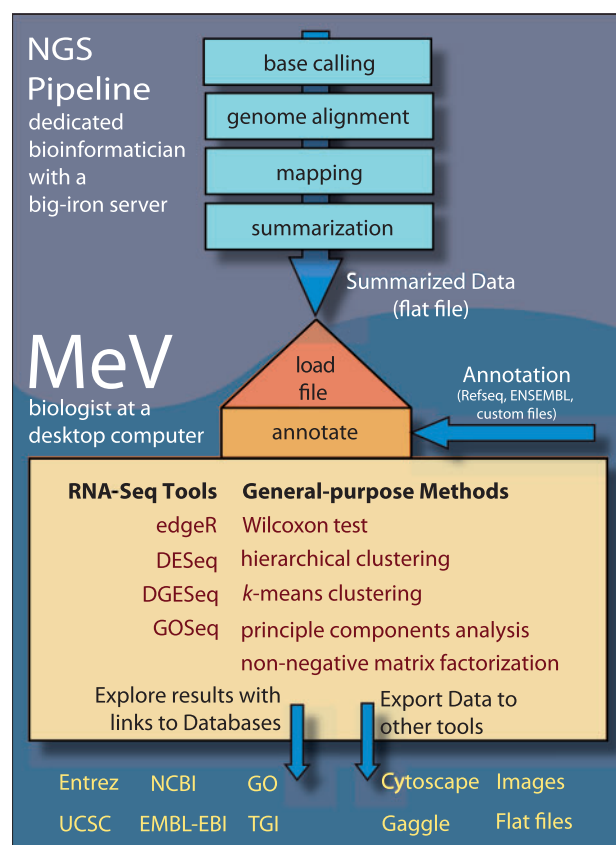 NGS
Pipeline
dedicated
bioinformatician
with a
big-iron server
base calling
genome alignment
mapping
summarization
Summarized Data
(flat file)
MeV
biologist at a
desktop computer
load
file
annotate
Annotation
(Refseq, ENSEMBL,
custom files)
RNA-Seq Tools
edgeR
DESeq
DGESeq
GOSeq
General-purpose Methods
Wilcoxon test
hierarchical clustering
k-means clustering
principle components analysis
non-negative matrix factorization
Explore results with
links to Databases
Export Data to
other tools
Entrez NCBI GO
UCSC EMBL-EBI TGI
Cytoscape Images
Gaggle Flat files